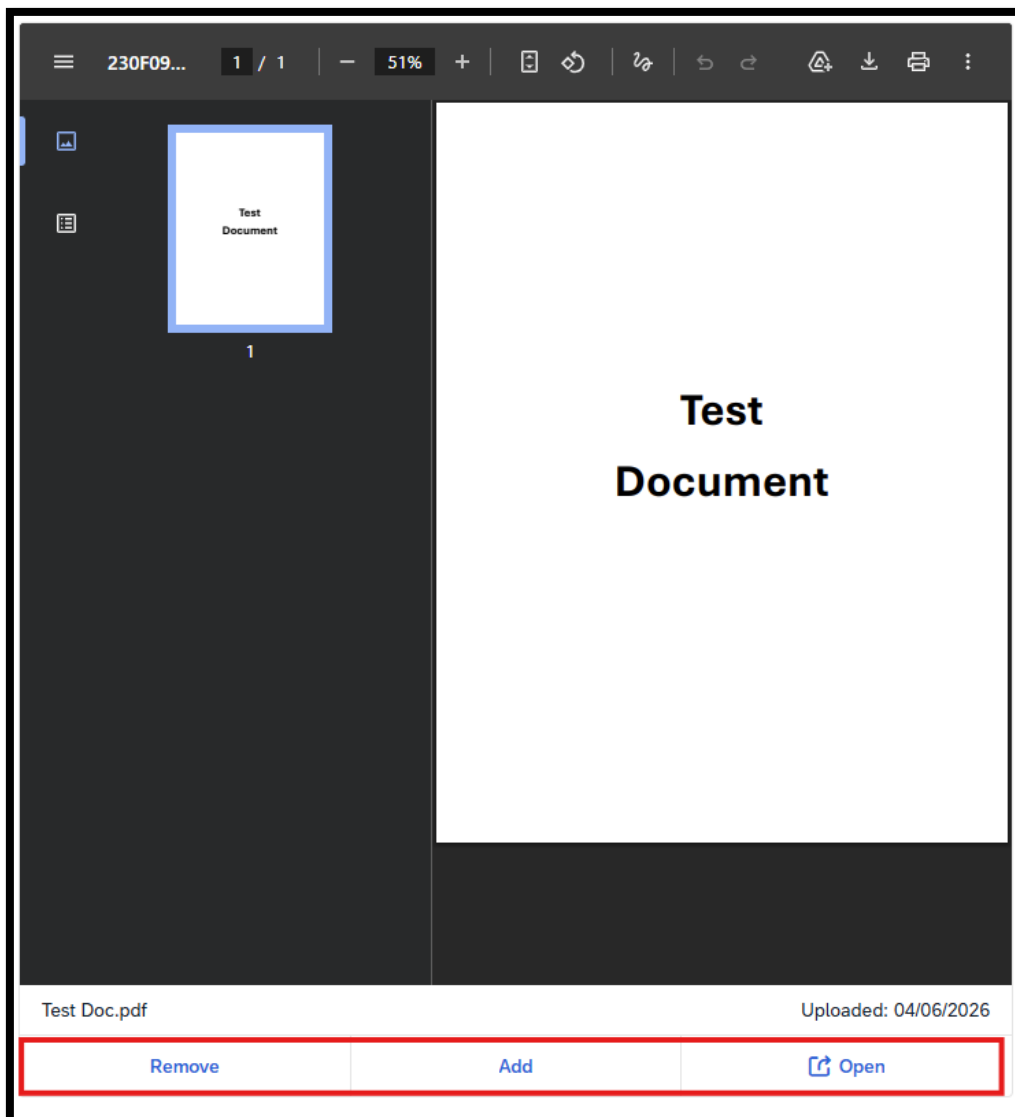 230F09... 1 / 1 51%
Test
Document
1
Test
Document
Test Doc.pdf Uploaded: 04/06/2026
Remove Add Open